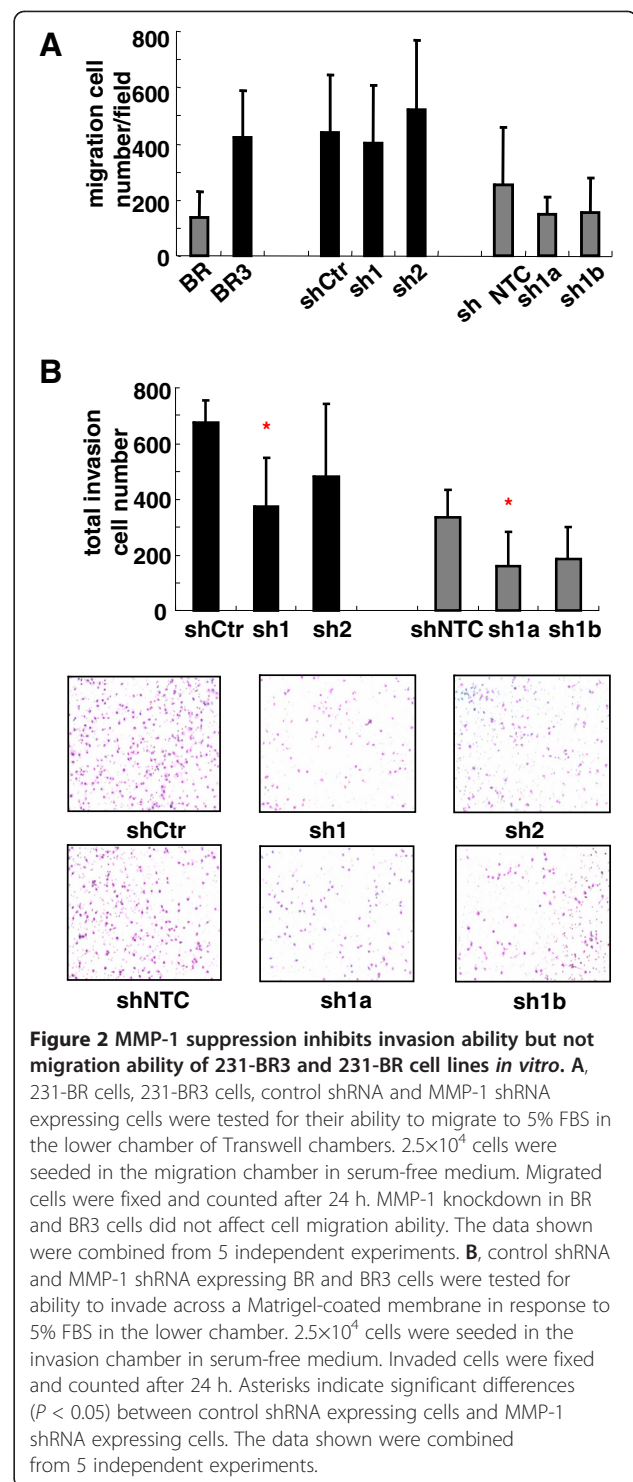 A
migration cell
number/field
800
600
400
200
0
BR
BR3
shCtr
sh1
sh2
sh NTC
sh1a
sh1b
B
total invasion
cell number
800
600
400
200
0
*
*
shCtr sh1 sh2 shNTC sh1a sh1b
shCtr sh1 sh2
shNTC sh1a sh1b
Figure 2 MMP-1 suppression inhibits invasion ability but not
migration ability of 231-BR3 and 231-BR cell lines in vitro. A,
231-BR cells, 231-BR3 cells, control shRNA and MMP-1 shRNA
expressing cells were tested for their ability to migrate to 5% FBS in
the lower chamber of Transwell chambers. 2.5×10⁴ cells were
seeded in the migration chamber in serum-free medium. Migrated
cells were fixed and counted after 24 h. MMP-1 knockdown in BR
and BR3 cells did not affect cell migration ability. The data shown
were combined from 5 independent experiments. B, control shRNA
and MMP-1 shRNA expressing BR and BR3 cells were tested for
ability to invade across a Matrigel-coated membrane in response to
5% FBS in the lower chamber. 2.5×10⁴ cells were seeded in the
invasion chamber in serum-free medium. Invaded cells were fixed
and counted after 24 h. Asterisks indicate significant differences
(P < 0.05) between control shRNA expressing cells and MMP-1
shRNA expressing cells. The data shown were combined
from 5 independent experiments.